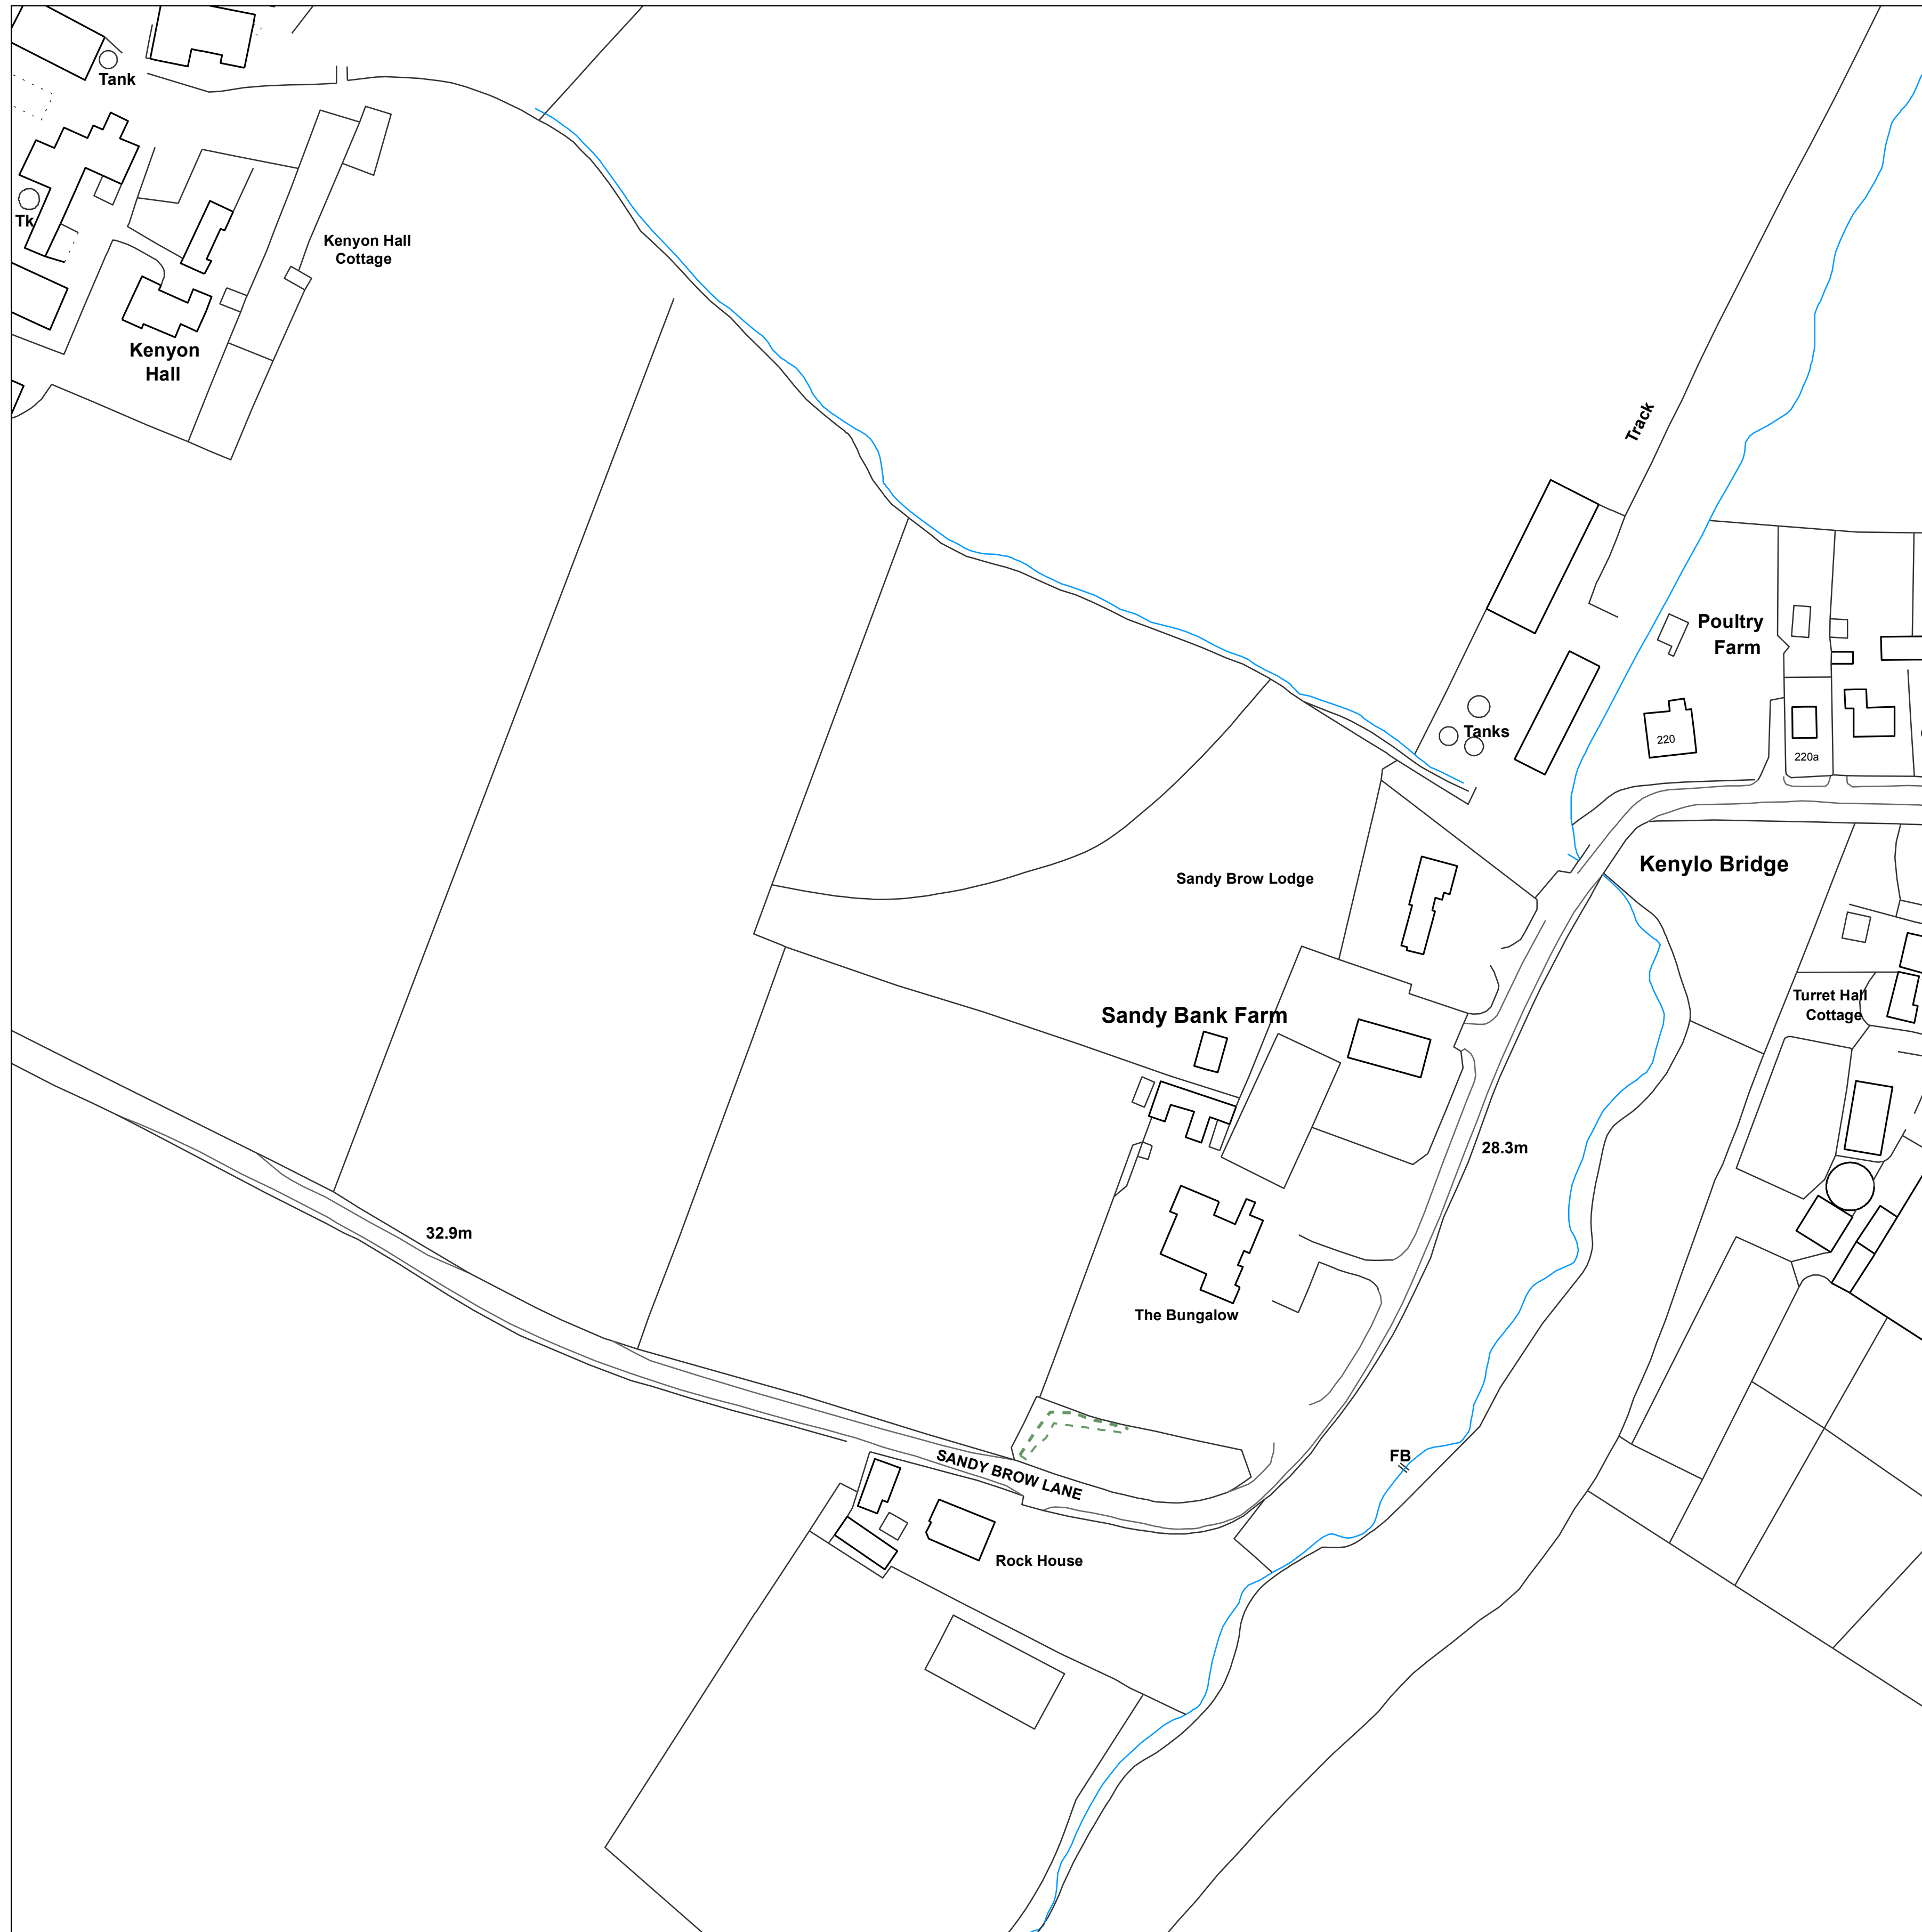 Tank
Tk
Kenyon Hall
Cottage
Kenyon
Hall
Track
Poultry
Farm
Tanks
220
220a
Kenylo Bridge
Sandy Brow Lodge
Turret Hall
Cottage
Sandy Bank Farm
28.3m
32.9m
The Bungalow
FB
SANDY BROW LANE
Rock House